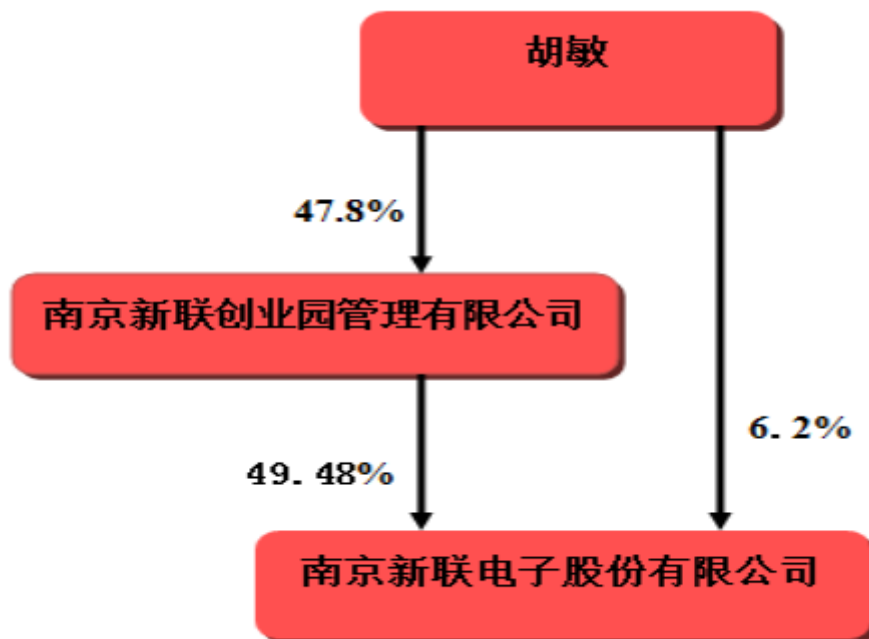 胡敏
47.8%
南京新联创业园管理有限公司
6. 2%
49. 48%
南京新联电子股份有限公司